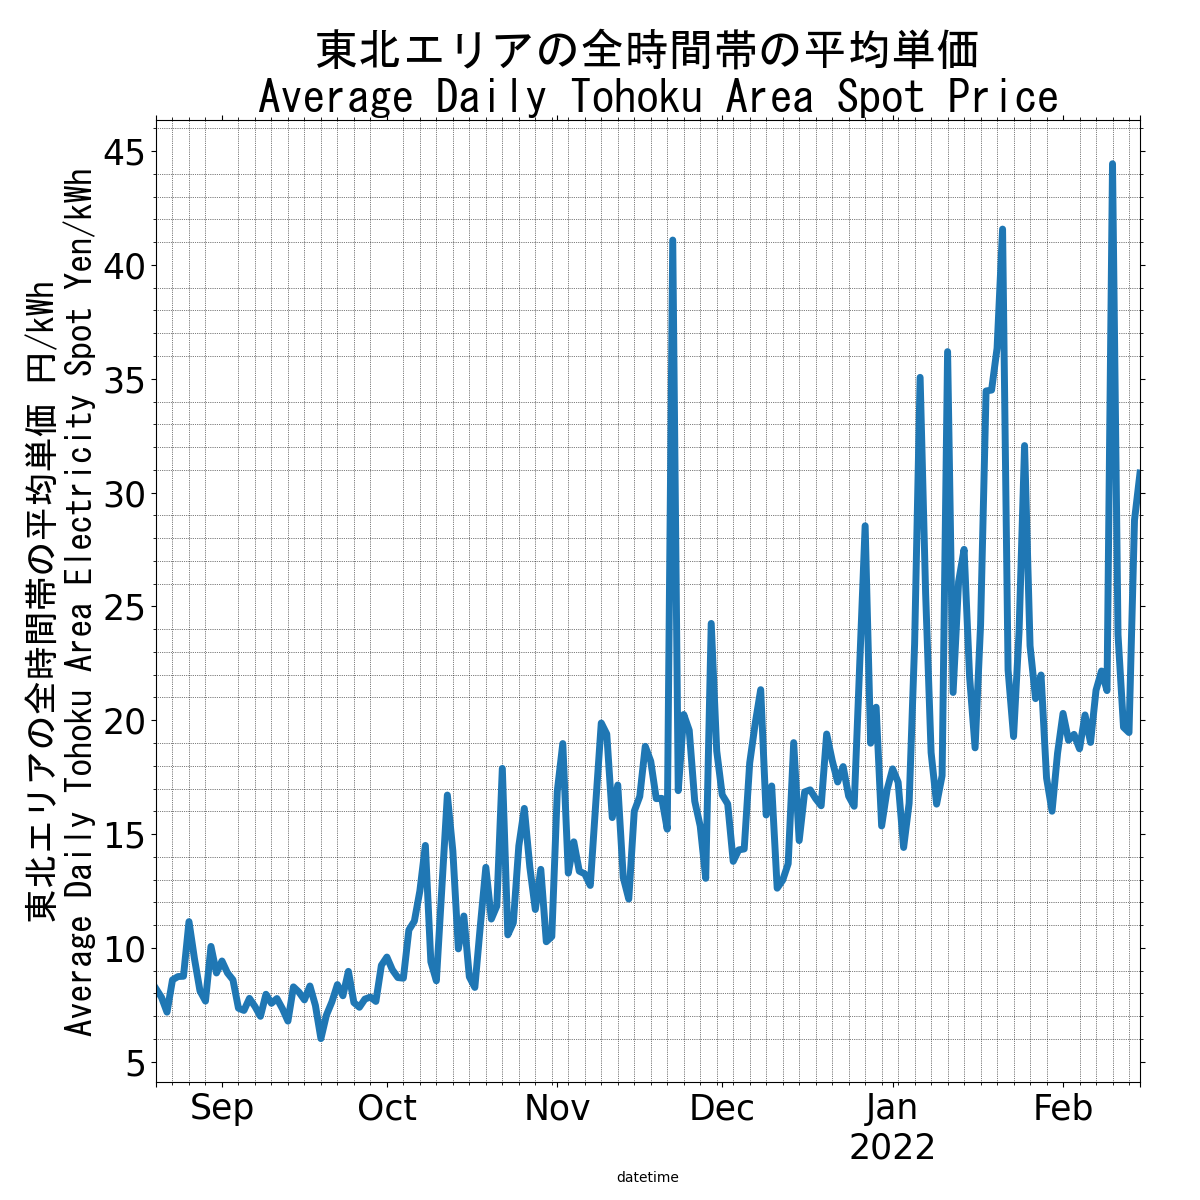 東北エリアの全時間帯の平均単価
Average Daily Tohoku Area Spot Price
東北エリアの全時間帯の平均単価 円/kWh
Average Daily Tohoku Area Electricity Spot Yen/kWh
45
40
35
30
25
20
15
10
5
Sep
Oct
Nov
Dec
Jan
2022
Feb
datetime